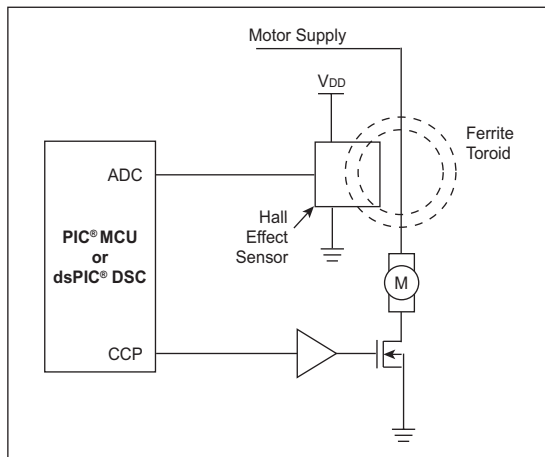 Motor Supply
VDD
Ferrite
Toroid
ADC
Hall
Effect
Sensor
PIC® MCU
or
dsPIC® DSC
M
CCP